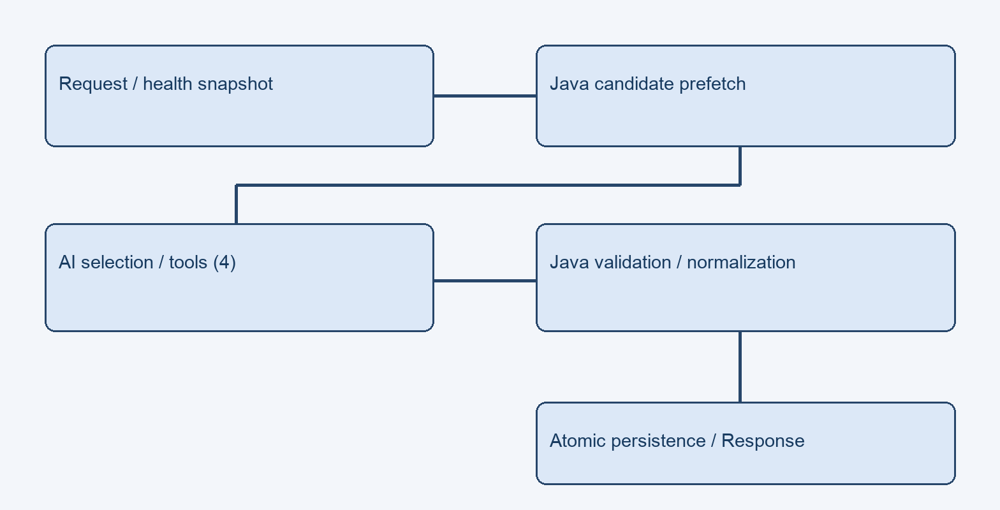 Request / health snapshot
Java candidate prefetch
AI selection / tools (4)
Java validation / normalization
Atomic persistence / Response